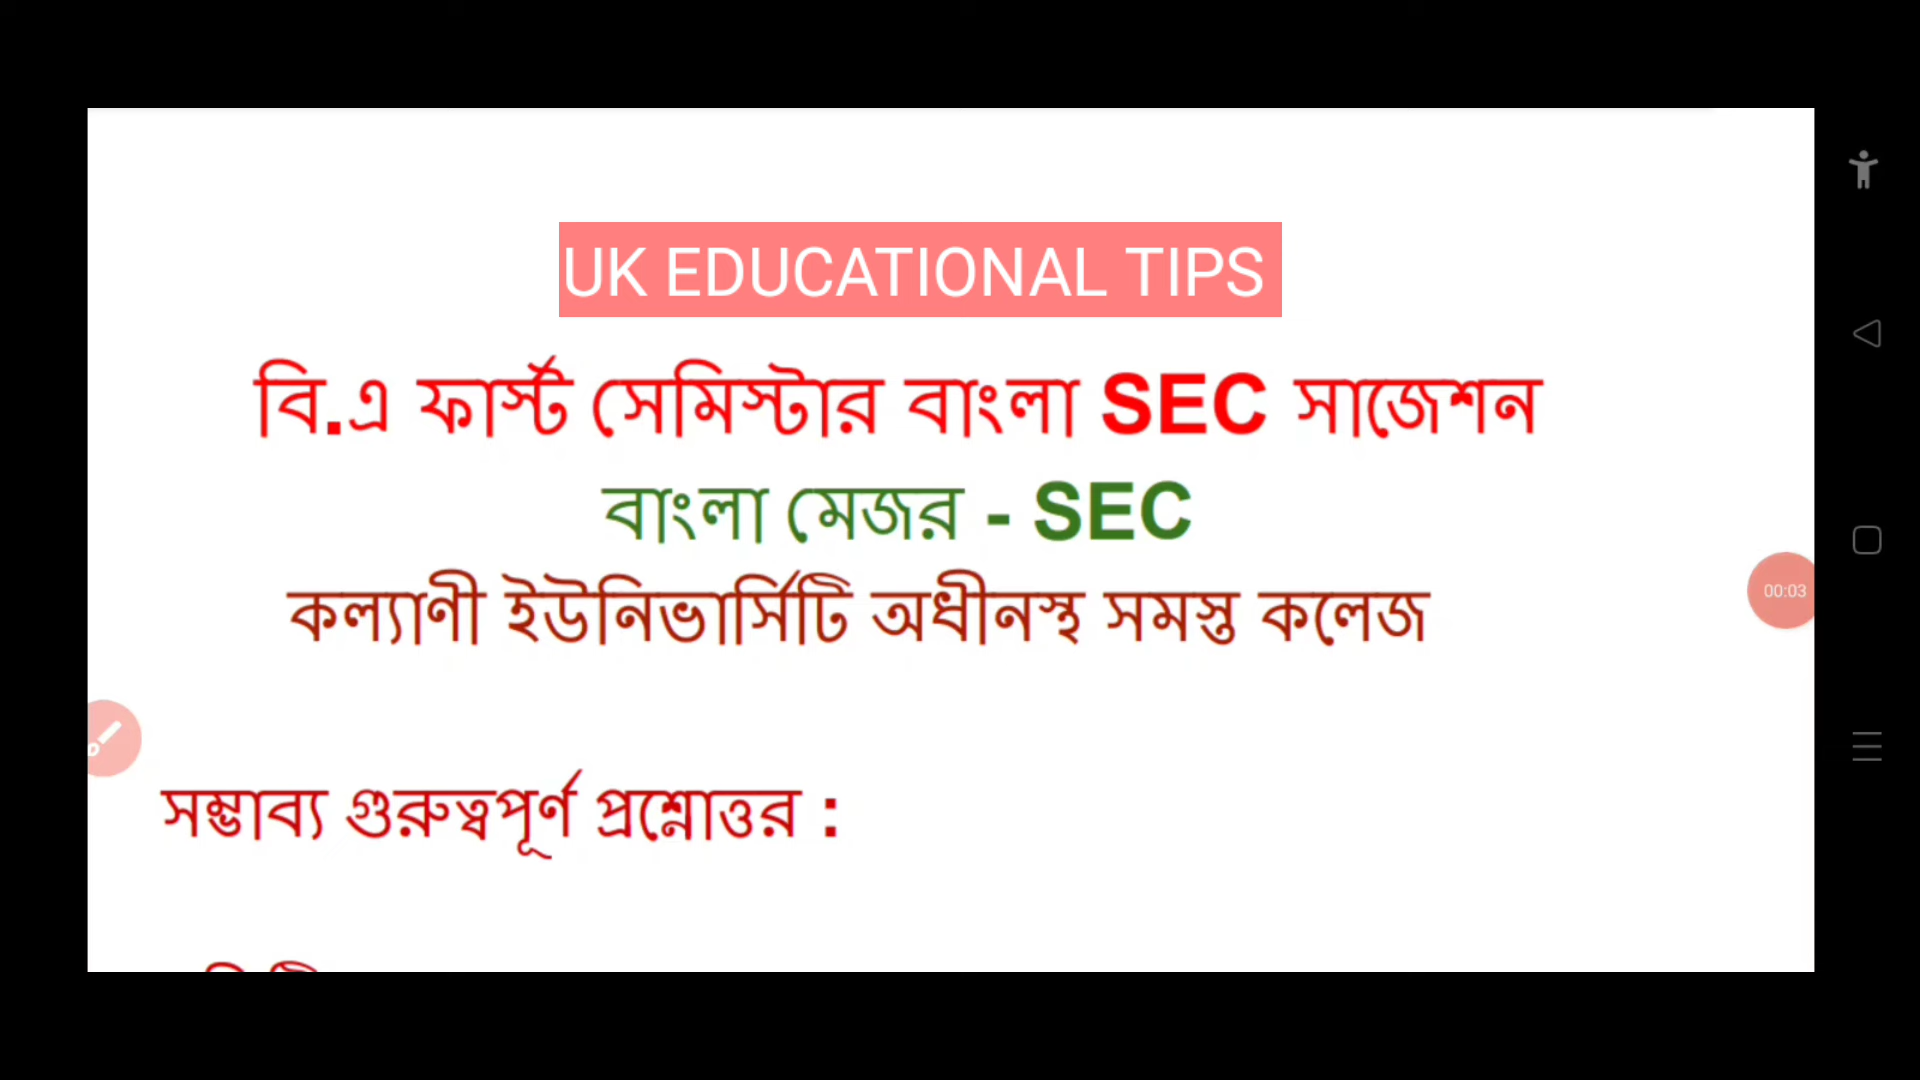 UK EDUCATIONAL TIPS
বি.এ ফার্স্ট সেমিস্টার বাংলা SEC সাজেশন
বাংলা মেজর - SEC
কল্যাণী ইউনিভার্সিটি অধীনস্থ সমস্ত কলেজ
00:03
সম্ভাব্য গুরুত্বপূর্ণ প্রশ্নোত্তর :